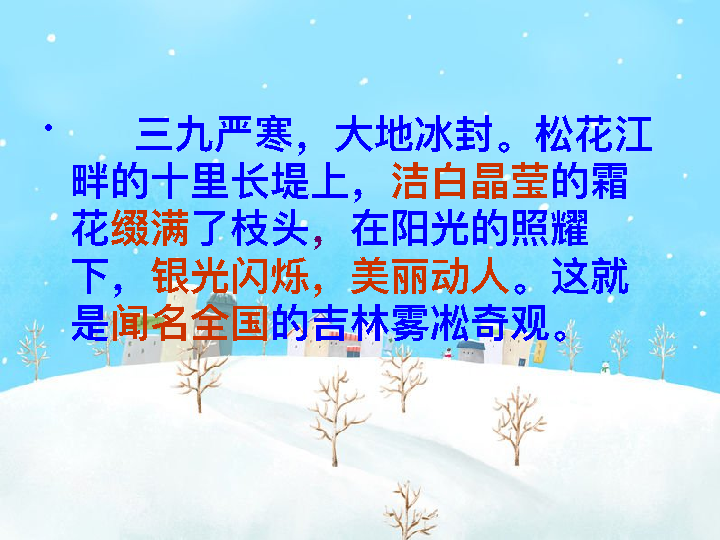 • 三九严寒，大地冰封。松花江
畔的十里长堤上，洁白晶莹的霜
花缀满了枝头，在阳光的照耀
下，银光闪烁，美丽动人。这就
是闻名全国的吉林雾凇奇观。